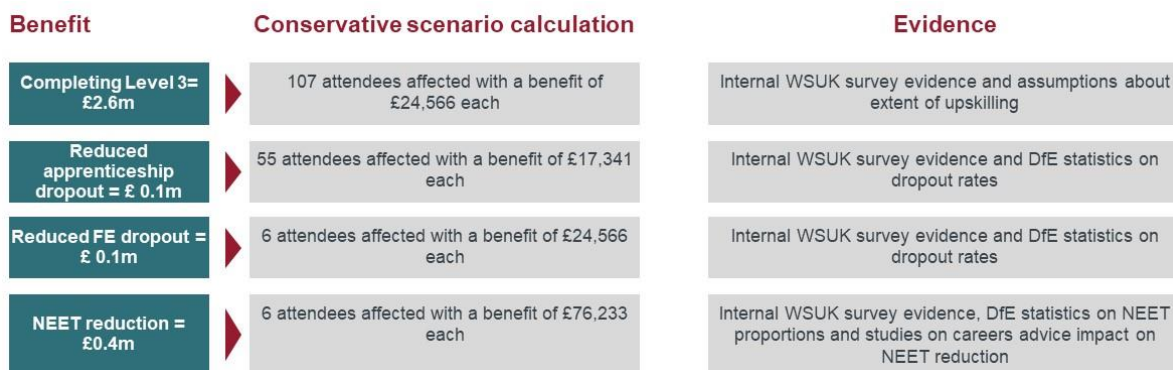 Benefit
Conservative scenario calculation
Evidence
Completing Level 3=
£2.6m
107 attendees affected with a benefit of
£24,566 each
Internal WSUK survey evidence and assumptions about
extent of upskilling
Reduced
apprenticeship
dropout = £ 0.1m
55 attendees affected with a benefit of £17,341
each
Internal WSUK survey evidence and DfE statistics on
dropout rates
Reduced FE dropout =
£ 0.1m
6 attendees affected with a benefit of £24,566
each
Internal WSUK survey evidence and DfE statistics on
dropout rates
NEET reduction =
£0.4m
6 attendees affected with a benefit of £76,233
each
Internal WSUK survey evidence, DfE statistics on NEET
proportions and studies on careers advice impact on
NEET reduction